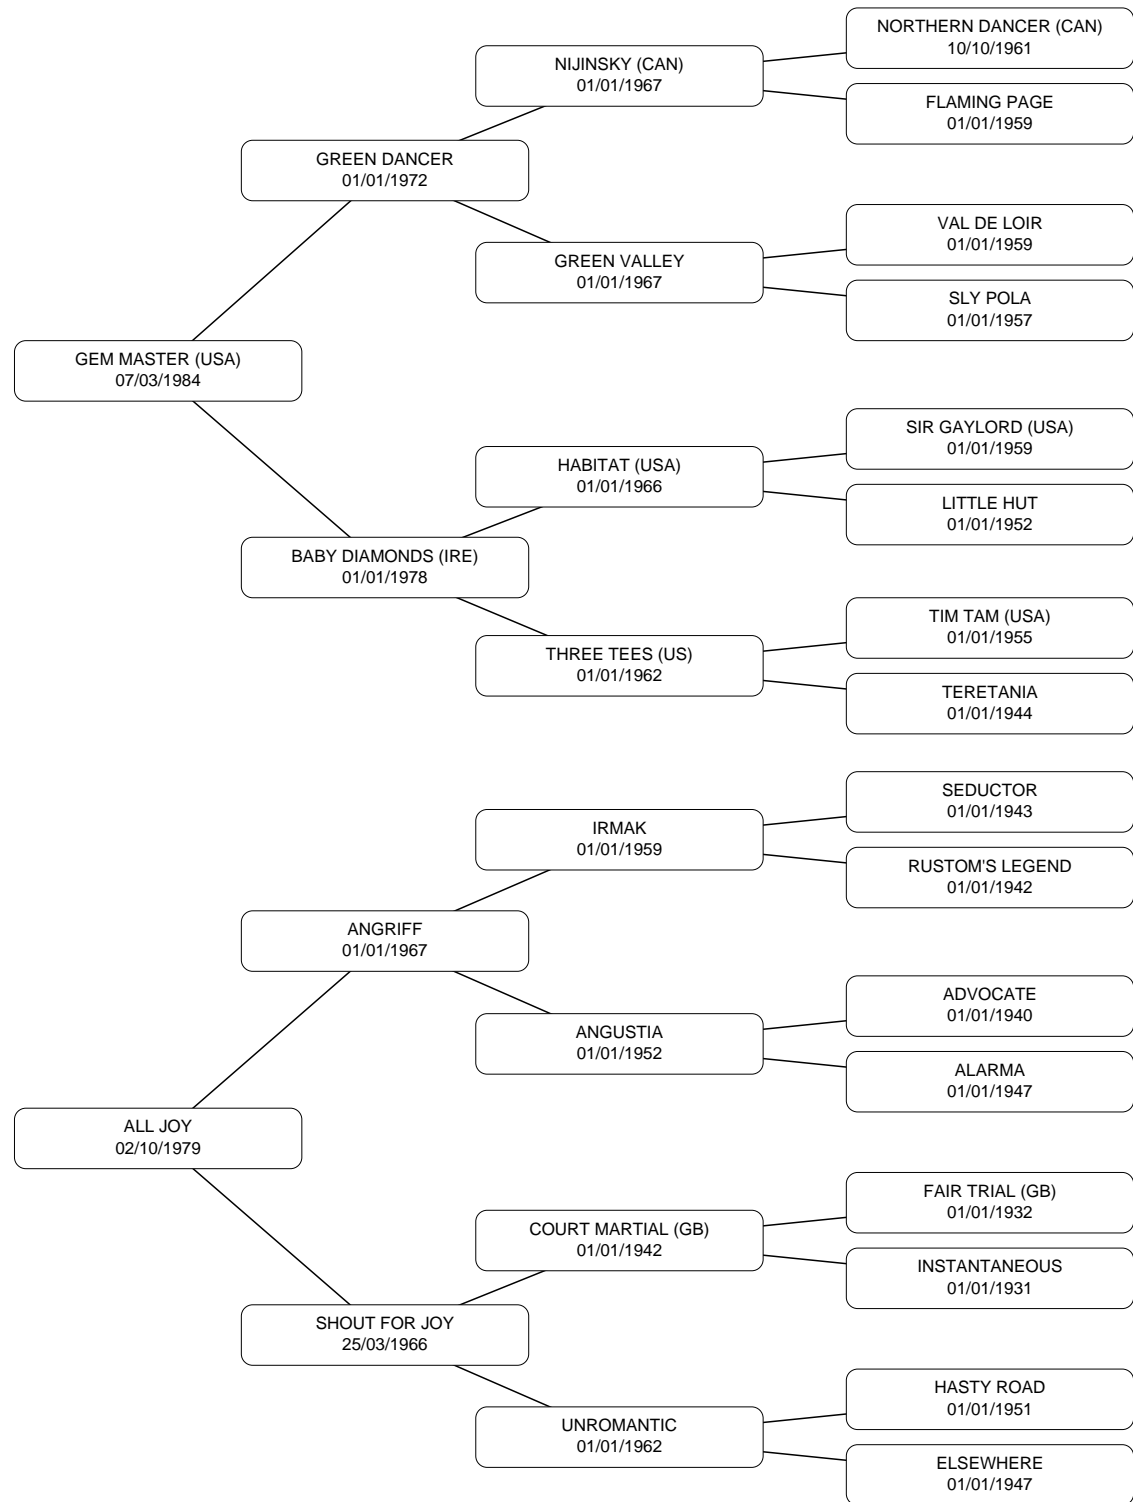 NORTHERN DANCER (CAN)
10/10/1961
NIJINSKY (CAN)
01/01/1967
FLAMING PAGE
01/01/1959
GREEN DANCER
01/01/1972
VAL DE LOIR
01/01/1959
GREEN VALLEY
01/01/1967
SLY POLA
01/01/1957
GEM MASTER (USA)
07/03/1984
SIR GAYLORD (USA)
01/01/1959
HABITAT (USA)
01/01/1966
LITTLE HUT
01/01/1952
BABY DIAMONDS (IRE)
01/01/1978
TIM TAM (USA)
01/01/1955
THREE TEES (US)
01/01/1962
TERETANIA
01/01/1944
SEDUCTOR
01/01/1943
IRMAK
01/01/1959
RUSTOM'S LEGEND
01/01/1942
ANGRIFF
01/01/1967
ADVOCATE
01/01/1940
ANGUSTIA
01/01/1952
ALARMA
01/01/1947
ALL JOY
02/10/1979
FAIR TRIAL (GB)
01/01/1932
COURT MARTIAL (GB)
01/01/1942
INSTANTANEOUS
01/01/1931
SHOUT FOR JOY
25/03/1966
HASTY ROAD
01/01/1951
UNROMANTIC
01/01/1962
ELSEWHERE
01/01/1947